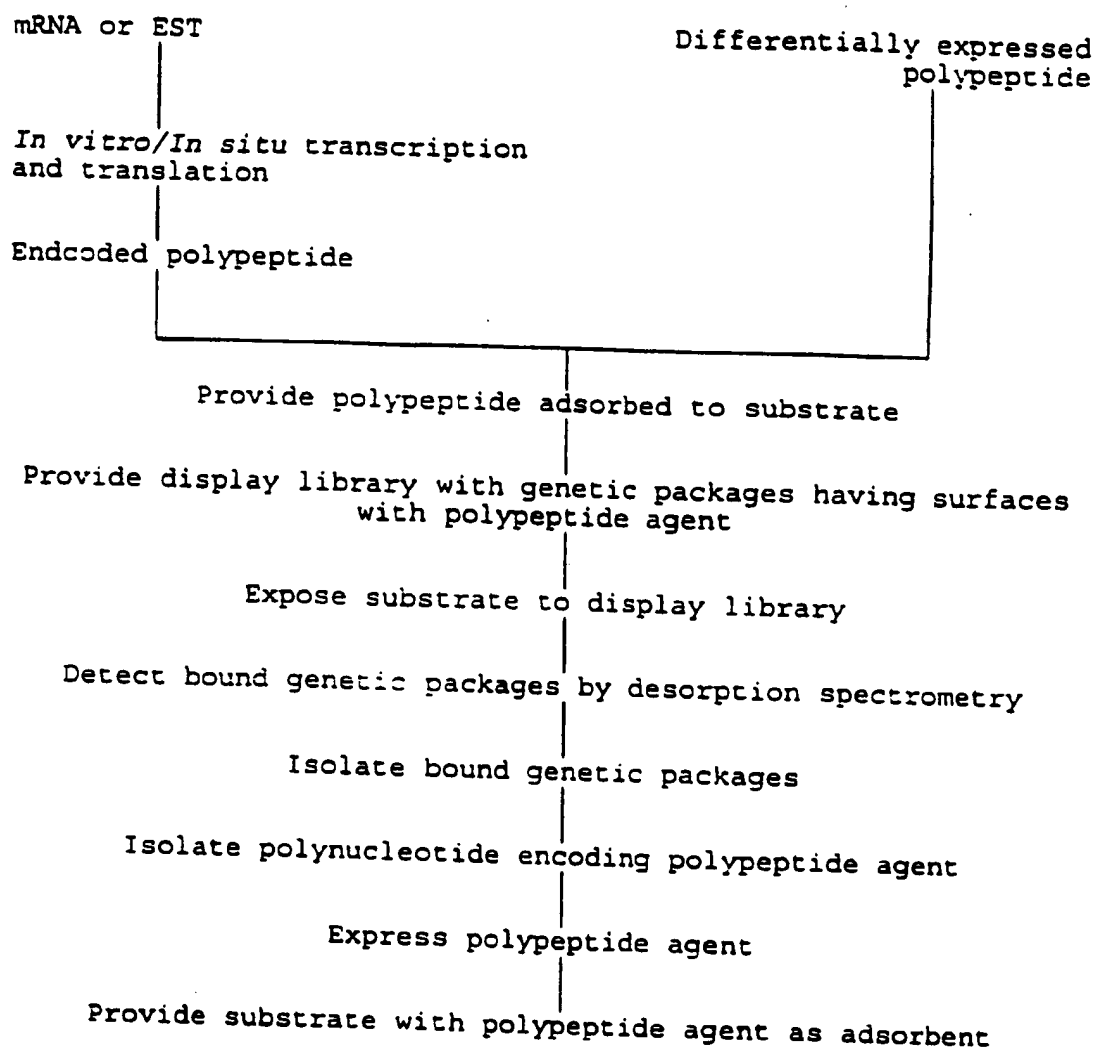 mRNA or EST
Differentially expressed
polypeptide
In vitro/In situ transcription
and translation
Endcoded polypeptide
Provide polypeptide adsorbed to substrate
Provide display library with genetic packages having surfaces
with polypeptide agent
Expose substrate to display library
Detect bound genetic packages by desorption spectrometry
Isolate bound genetic packages
Isolate polynucleotide encoding polypeptide agent
Express polypeptide agent
Provide substrate with polypeptide agent as adsorbent